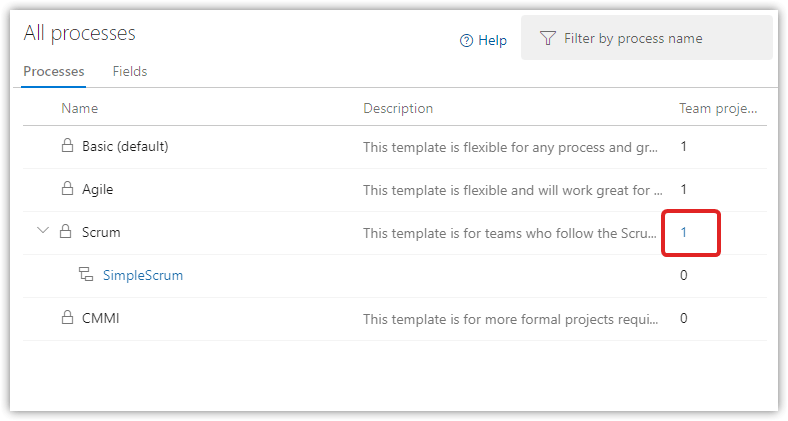 All processes
Help
Filter by process name
Processes Fields
Name Description Team proje...
Basic (default) This template is flexible for any process and gr... 1
Agile This template is flexible and will work great for ... 1
Scrum This template is for teams who follow the Scru... 1
SimpleScrum 0
CMMI This template is for more formal projects requi... 0